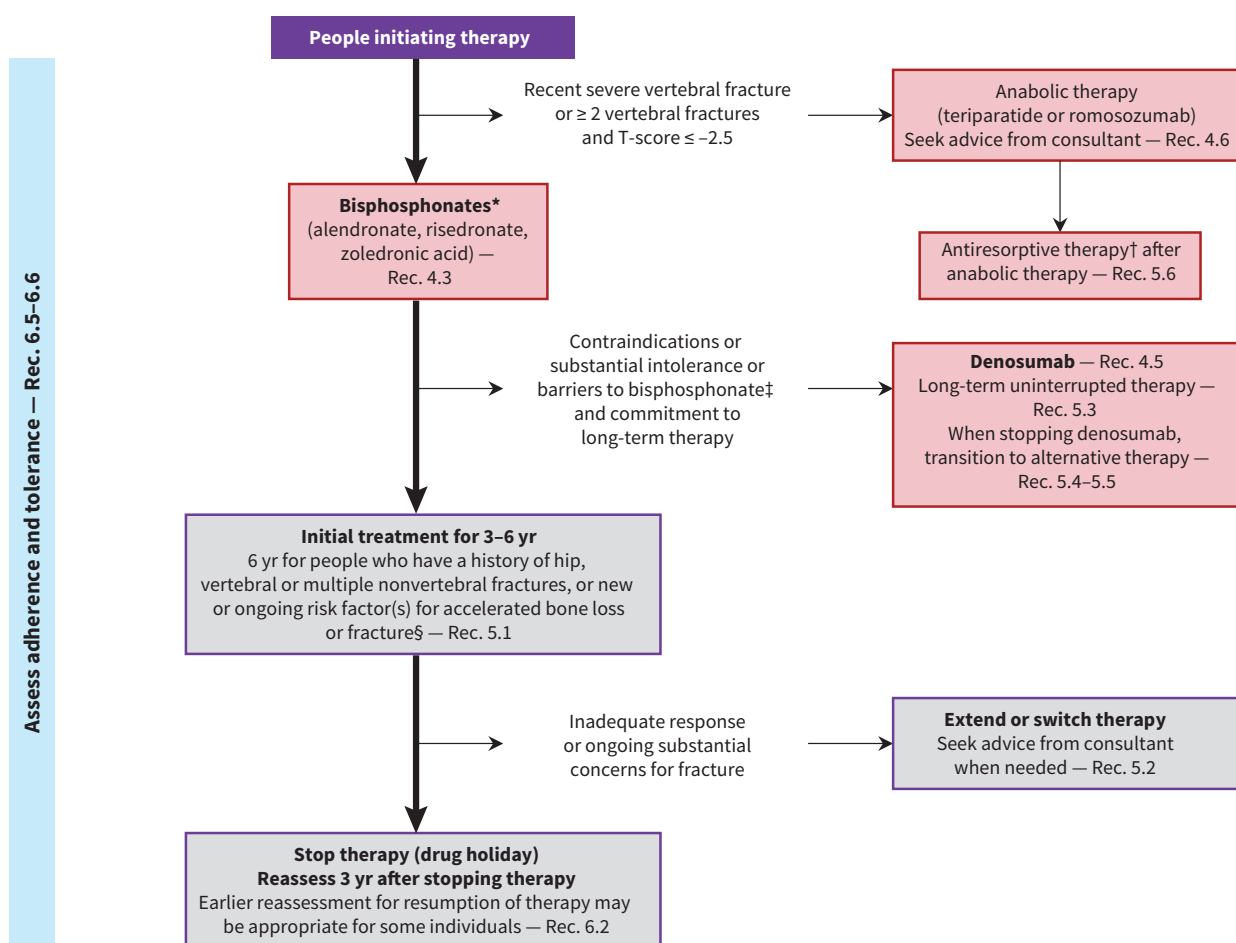 People initiating therapy
Recent severe vertebral fracture
or ≥ 2 vertebral fractures
and T-score ≤ –2.5
Anabolic therapy
(teriparatide or romosozumab)
Seek advice from consultant — Rec. 4.6
Bisphosphonates*
(alendronate, risedronate,
zoledronic acid) —
Rec. 4.3
Antiresorptive therapy† after
anabolic therapy — Rec. 5.6
Contraindications or
substantial intolerance or
barriers to bisphosphonate‡
and commitment to
long-term therapy
Denosumab — Rec. 4.5
Long-term uninterrupted therapy —
Rec. 5.3
When stopping denosumab,
transition to alternative therapy —
Rec. 5.4–5.5
Assess adherence and tolerance — Rec. 6.5–6.6
Initial treatment for 3–6 yr
6 yr for people who have a history of hip,
vertebral or multiple nonvertebral fractures, or new
or ongoing risk factor(s) for accelerated bone loss
or fracture§ — Rec. 5.1
Inadequate response
or ongoing substantial
concerns for fracture
Extend or switch therapy
Seek advice from consultant
when needed — Rec. 5.2
Stop therapy (drug holiday)
Reassess 3 yr after stopping therapy
Earlier reassessment for resumption of therapy may
be appropriate for some individuals — Rec. 6.2